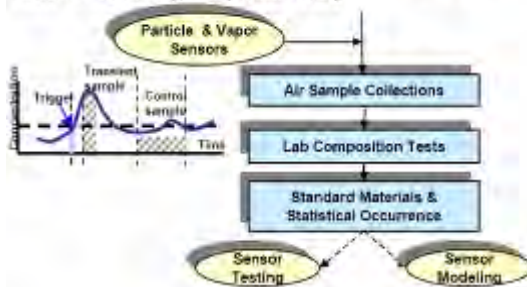 Particle & Vapor
Sensors
Transient
sample
Control
sample
Trigger
Time
Air Sample Collections
Lab Composition Tests
Standard Materials &
Statistical Occurrence
Sensor
Testing
Sensor
Modeling